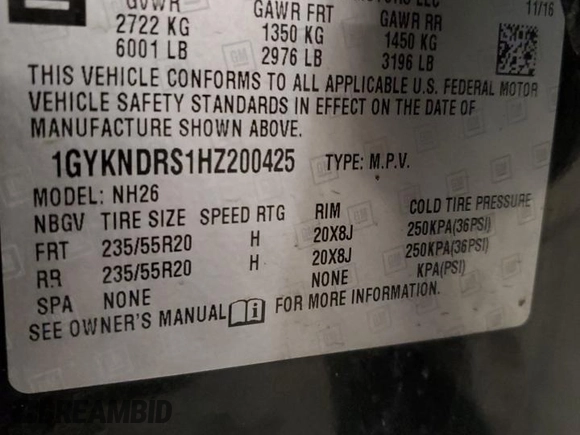 GVWR GAWR FRT GAWR RR 11/16
2722 KG 1350 KG 1450 KG
6001 LB 2976 LB 3196 LB
THIS VEHICLE CONFORMS TO ALL APPLICABLE U.S. FEDERAL MOTOR
VEHICLE SAFETY STANDARDS IN EFFECT ON THE DATE OF
MANUFACTURE SHOWN ABOVE.
1GYKNDRS1HZ200425 TYPE: M.P.V.
MODEL: NH26
NBGV TIRE SIZE SPEED RTG RIM COLD TIRE PRESSURE
FRT 235/55R20 H 20X8J 250KPA(36PSI)
RR 235/55R20 H 20X8J 250KPA(36PSI)
SPA NONE NONE KPA(PSI)
SEE OWNER'S MANUAL FOR MORE INFORMATION.